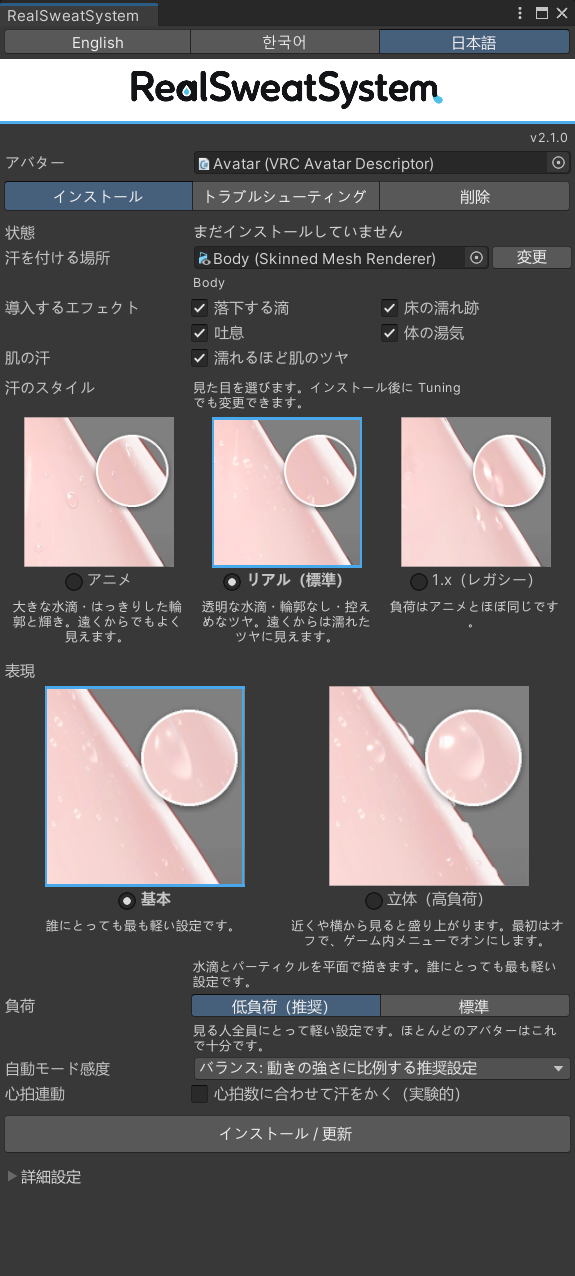 RealSweatSystem
English
한국어
日本語
RealSweatSystem
v2.1.0
アバター
Avatar (VRC Avatar Descriptor)
インストール
トラブルシューティング
削除
状態
まだインストールしていません
汗を付ける場所
Body (Skinned Mesh Renderer)
変更
Body
導入するエフェクト
落下する滴
床の濡れ跡
吐息
体の湯気
肌の汗
濡れるほど肌のツヤ
汗のスタイル
見た目を選びます。インストール後に Tuning
でも変更できます。
アニメ
リアル（標準）
1.x（レガシー）
大きな水滴・はっきりした輪
郭と輝き。遠くからでもよく
見えます。
透明な水滴・輪郭なし・控え
めなツヤ。遠くからは濡れた
ツヤに見えます。
負荷はアニメとほぼ同じです
。
表現
基本
立体（高負荷）
誰にとっても最も軽い設定です。
近くや横から見ると盛り上がります。最初はオ
フで、ゲーム内メニューでオンにします。
水滴とパーティクルを平面で描きます。誰にとっても最も軽い
設定です。
負荷
低負荷（推奨）
標準
見る人全員にとって軽い設定です。ほとんどのアバターはこれ
で十分です。
自動モード感度
バランス: 動きの強さに比例する推奨設定
心拍連動
心拍数に合わせて汗をかく（実験的）
インストール / 更新
詳細設定